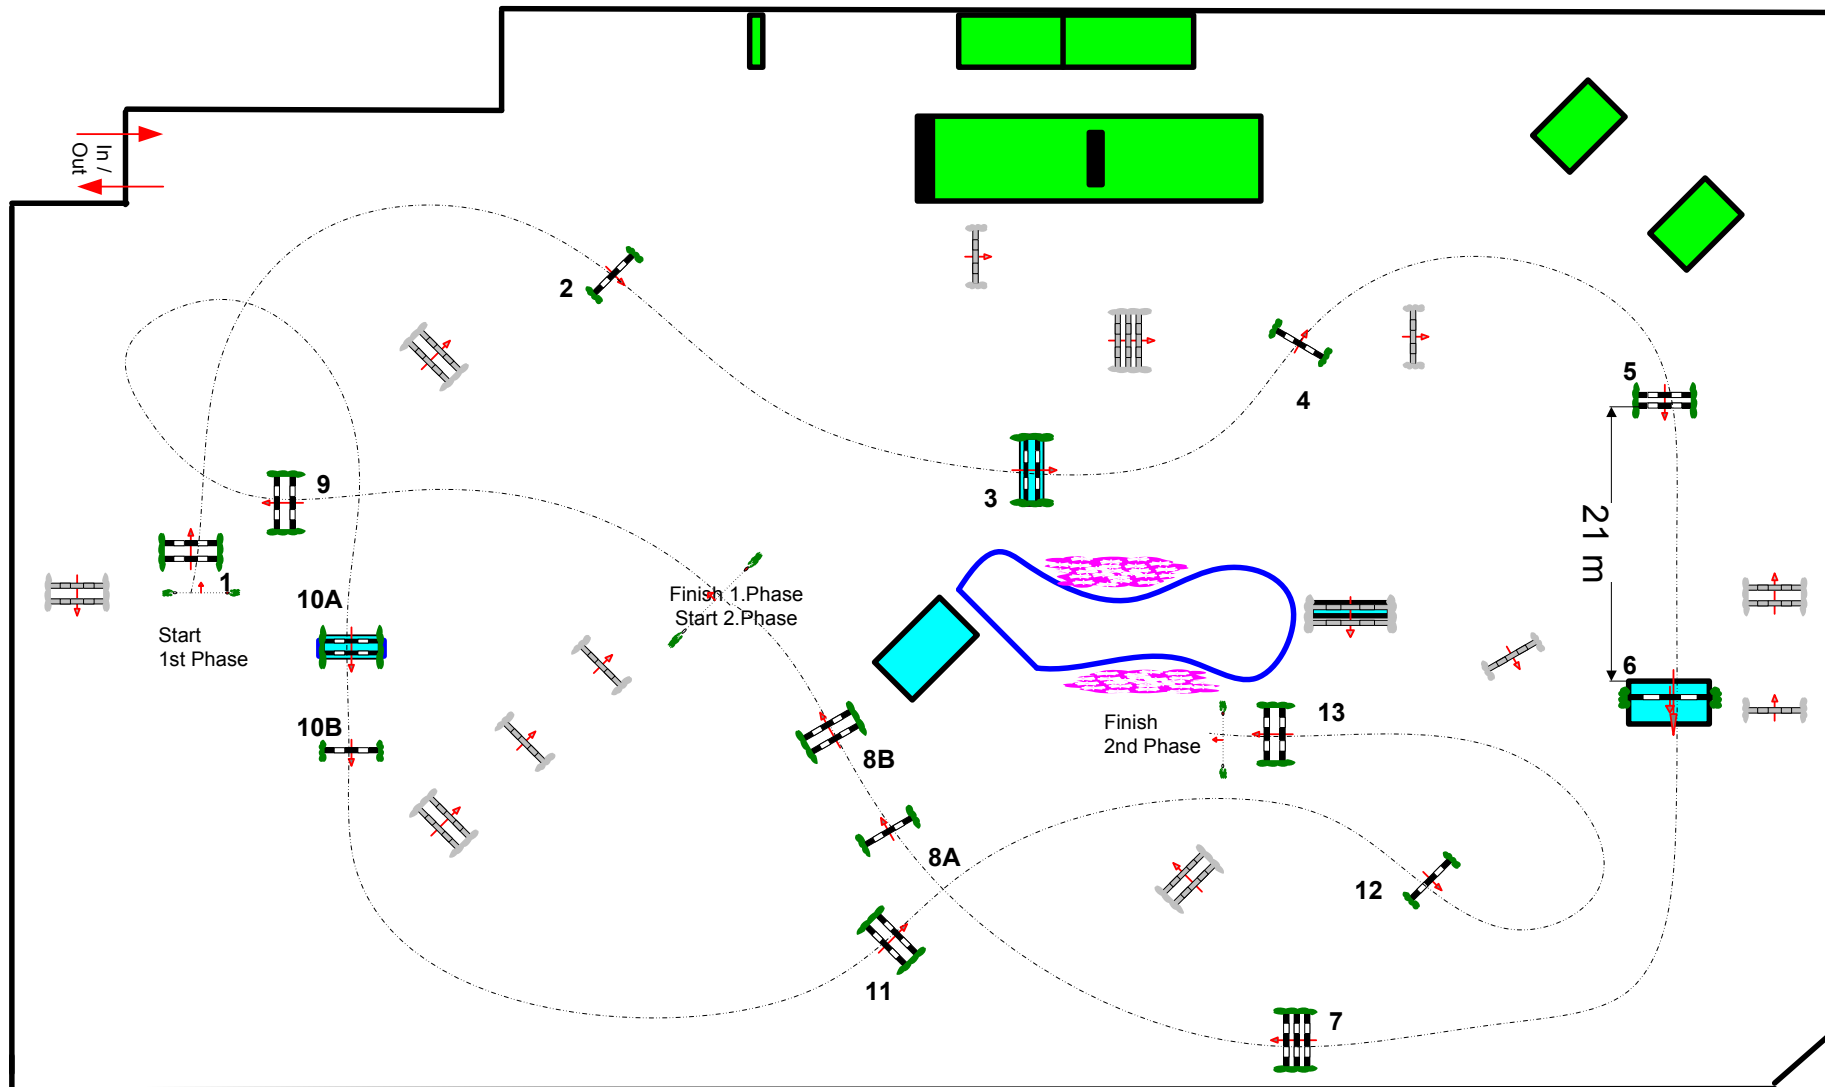 In /
Out
2
3
4
5
21 m
6
9
1
Start
1st Phase
10A
10B
Finish 1.Phase
Start 2.Phase
8B
8A
Finish
2nd Phase
13
12
11
7